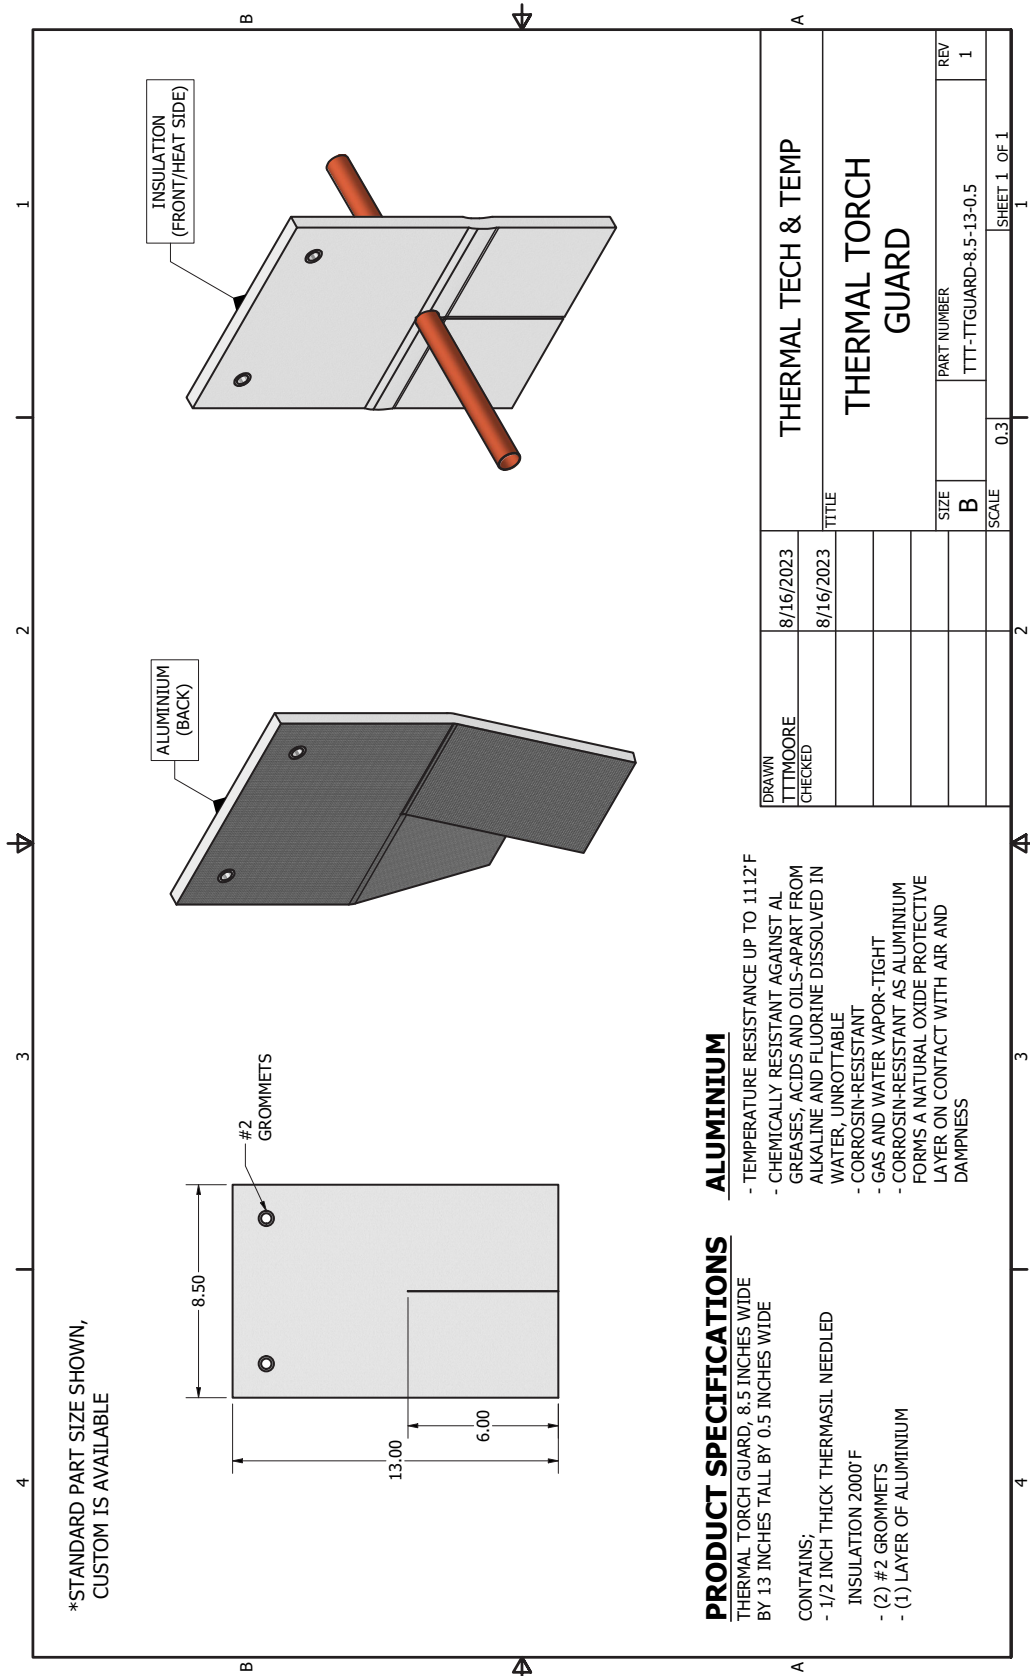 4
3
2
1
B
B
*STANDARD PART SIZE SHOWN,
CUSTOM IS AVAILABLE
8.50
13.00
6.00
#2
GROMMETS
ALUMINIUM
(BACK)
INSULATION
(FRONT/HEAT SIDE)
PRODUCT SPECIFICATIONS
THERMAL TORCH GUARD, 8.5 INCHES WIDE
BY 13 INCHES TALL BY 0.5 INCHES WIDE
CONTAINS;
- 1/2 INCH THICK THERMASIL NEEDLED
INSULATION 2000°F
- (2) #2 GROMMETS
- (1) LAYER OF ALUMINIUM
ALUMINIUM
- TEMPERATURE RESISTANCE UP TO 1112°F
- CHEMICALLY RESISTANT AGAINST AL
GREASES, ACIDS AND OILS-APART FROM
ALKALINE AND FLUORINE DISSOLVED IN
WATER, UNROTTABLE
- CORROSIN-RESISTANT
- GAS AND WATER VAPOR-TIGHT
- CORROSIN-RESISTANT AS ALUMINIUM
FORMS A NATURAL OXIDE PROTECTIVE
LAYER ON CONTACT WITH AIR AND
DAMPNESS
DRAWN
TTTMOORE
8/16/2023
CHECKED
8/16/2023
THERMAL TECH & TEMP
TITLE
THERMAL TORCH
GUARD
SIZE
B
PART NUMBER
TTT-TTGUARD-8.5-13-0.5
REV
1
SCALE
0.3
SHEET 1 OF 1
A
A
4
3
2
1